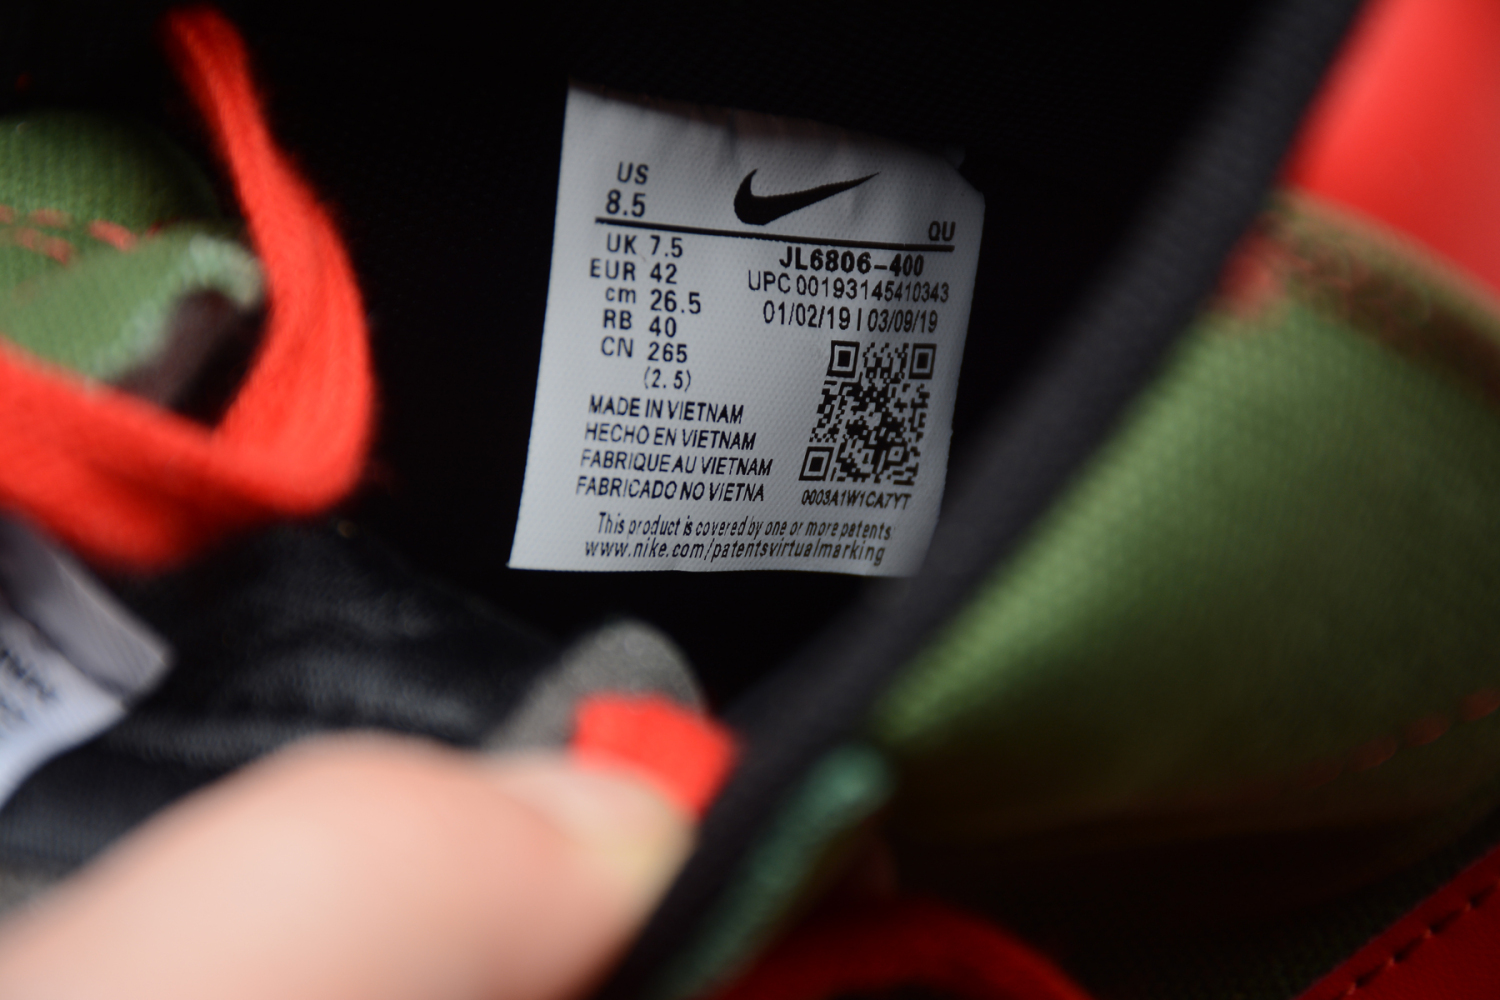 US
8.5
QU
UK 7.5
EUR 42
cm 26.5
RB 40
CN 265
(2.5)
JL6806-400
UPC 00193145410343
01/02/19 | 03/09/19
MADE IN VIETNAM
HECHO EN VIETNAM
FABRIQUE AU VIETNAM
FABRICADO NO VIETNA
0003A1W1CA7YT
This product is covered by one or more patents
www.nike.com/patentsvirtualmarking